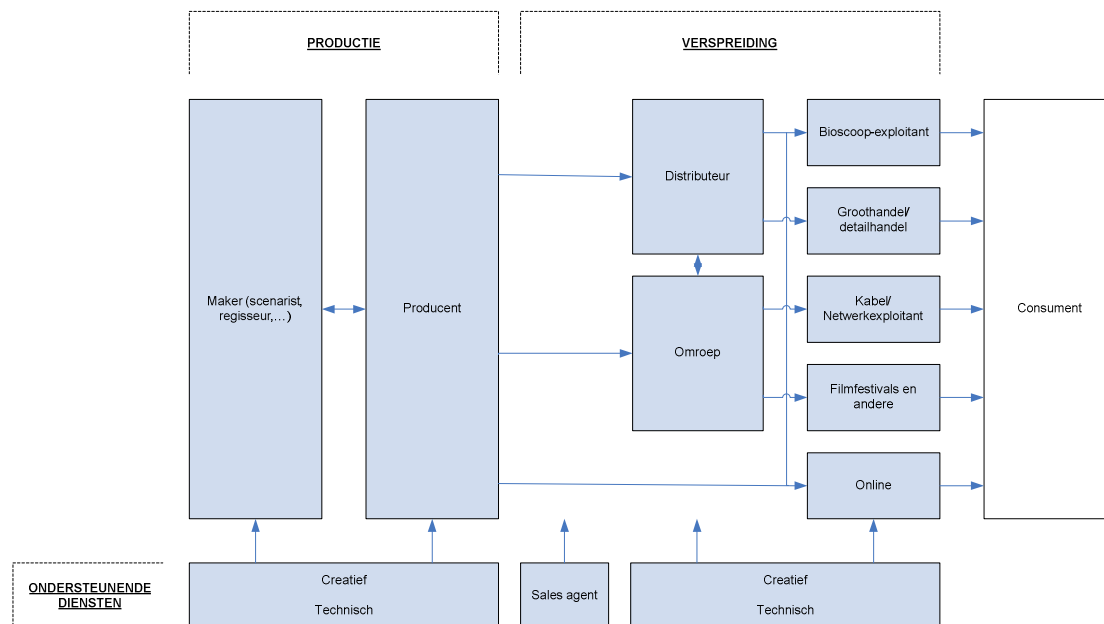 PRODUCTIE
VERSPREIDING
Maker (scenarist,
regisseur,…)
Producent
Distributeur
Omroep
Bioscoop-exploitant
Groothandel/
detailhandel
Kabel/
Netwerkexploitant
Filmfestivals en
andere
Online
Consument
ONDERSTEUNENDE
DIENSTEN
Creatief
Technisch
Sales agent
Creatief
Technisch